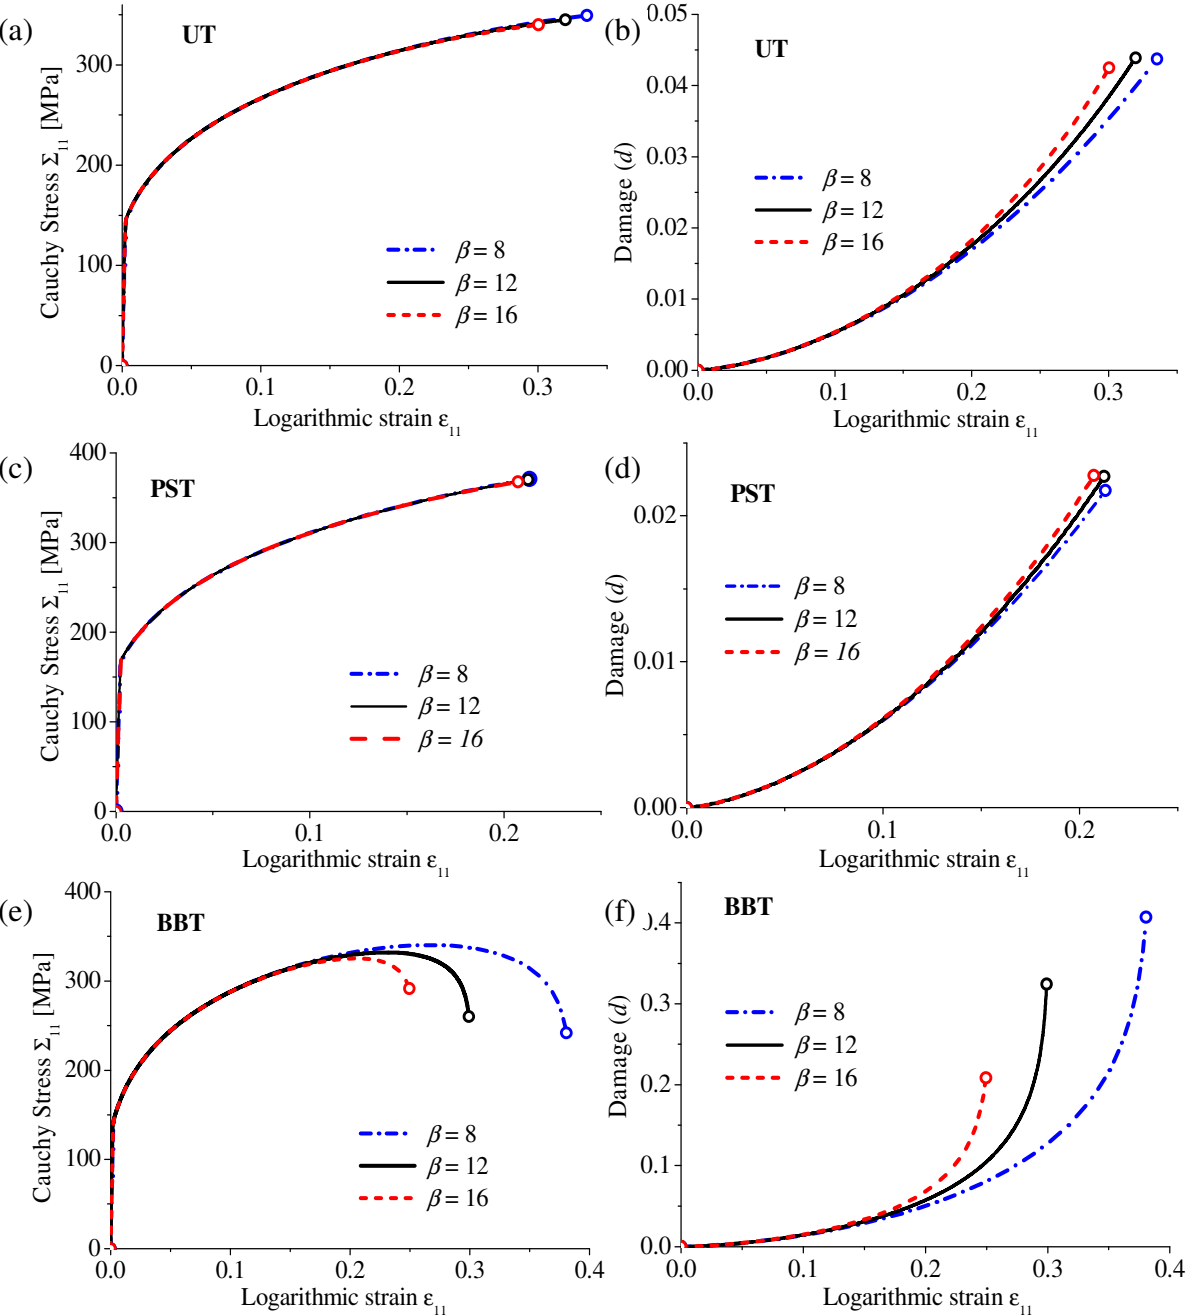 (a)
UT
Cauchy Stress Σ₁₁ [MPa]
300
200
100
0
β = 8
β = 12
β = 16
0.0 0.1 0.2 0.3
Logarithmic strain ε₁₁
(b)
UT
Damage (d)
0.05
0.04
0.03
0.02
0.01
0.00
β = 8
β = 12
β = 16
0.0 0.1 0.2 0.3
Logarithmic strain ε₁₁
(c)
PST
Cauchy Stress Σ₁₁ [MPa]
400
300
200
100
0
β = 8
β = 12
β = 16
0.0 0.1 0.2
Logarithmic strain ε₁₁
(d)
PST
Damage (d)
0.02
0.01
0.00
β = 8
β = 12
β = 16
0.0 0.1 0.2
Logarithmic strain ε₁₁
(e)
BBT
Cauchy Stress Σ₁₁ [MPa]
400
300
200
100
0
β = 8
β = 12
β = 16
0.0 0.1 0.2 0.3 0.4
Logarithmic strain ε₁₁
(f)
BBT
Damage (d)
.4
0.3
0.2
0.1
0.0
β = 8
β = 12
β = 16
0.0 0.1 0.2 0.3 0.4
Logarithmic strain ε₁₁